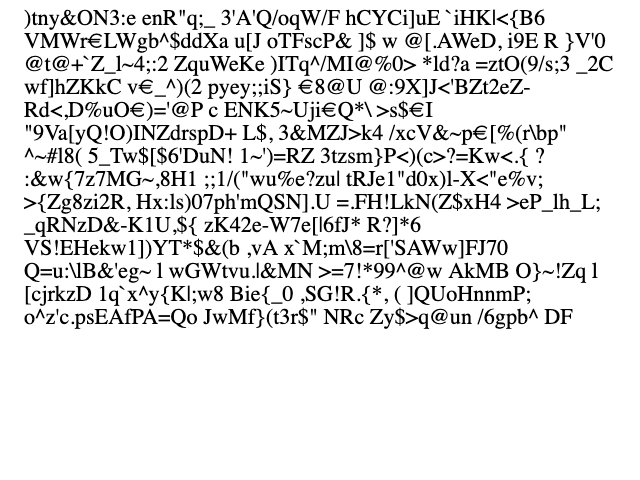 )tny&ON3:e enR"q;_ 3'A'Q/oqW/F hCYCi]uE `iHK|<{B6
VMWr€LWgb^$ddXa u[J oTFscP& ]$ w @[.AWeD, i9E R }V'0
@t@+`Z_l~4;:2 ZquWeKe )ITq^/MI@%0> *ld?a =ztO(9/s;3 _2C
wf]hZKkC v€_^)(2 pyey;;iS} €8@U @:9X]J<'BZt2eZ-
Rd<,D%uO€)='@P c ENK5~Uji€Q*\ >s$€I
"9Va[yQ!O)INZdrspD+ L$, 3&MZJ>k4 /xcV&~p€[%(r\bp"
^~#l8( 5_Tw$[$6'DuN! 1~')=RZ 3tzsm}P<)(c>?=Kw<.{ ?
:&w{7z7MG~,8H1 ;;1/("wu%e?zu| tRJe1"d0x)l-X<"e%v;
>{Zg8zi2R, Hx:ls)07ph'mQSN].U =.FH!LkN(Z$xH4 >eP_lh_L;
_qRNzD&-K1U,${ zK42e-W7e[|6fJ* R?]*6
VS!EHekw1])YT*$&(b ,vA x`M;m\8=r['SAWw]FJ70
Q=u:\lB&'eg~ l wGWtvu.|&MN >=7!*99^@w AkMB O}~!Zq l
[cjrkzD 1q`x^y{K|;w8 Bie{_0 ,SG!R.{*, ( ]QUoHnnmP;
o^z'c.psEAfPA=Qo JwMf}(t3r$" NRc Zy$>q@un /6gpb^ DF